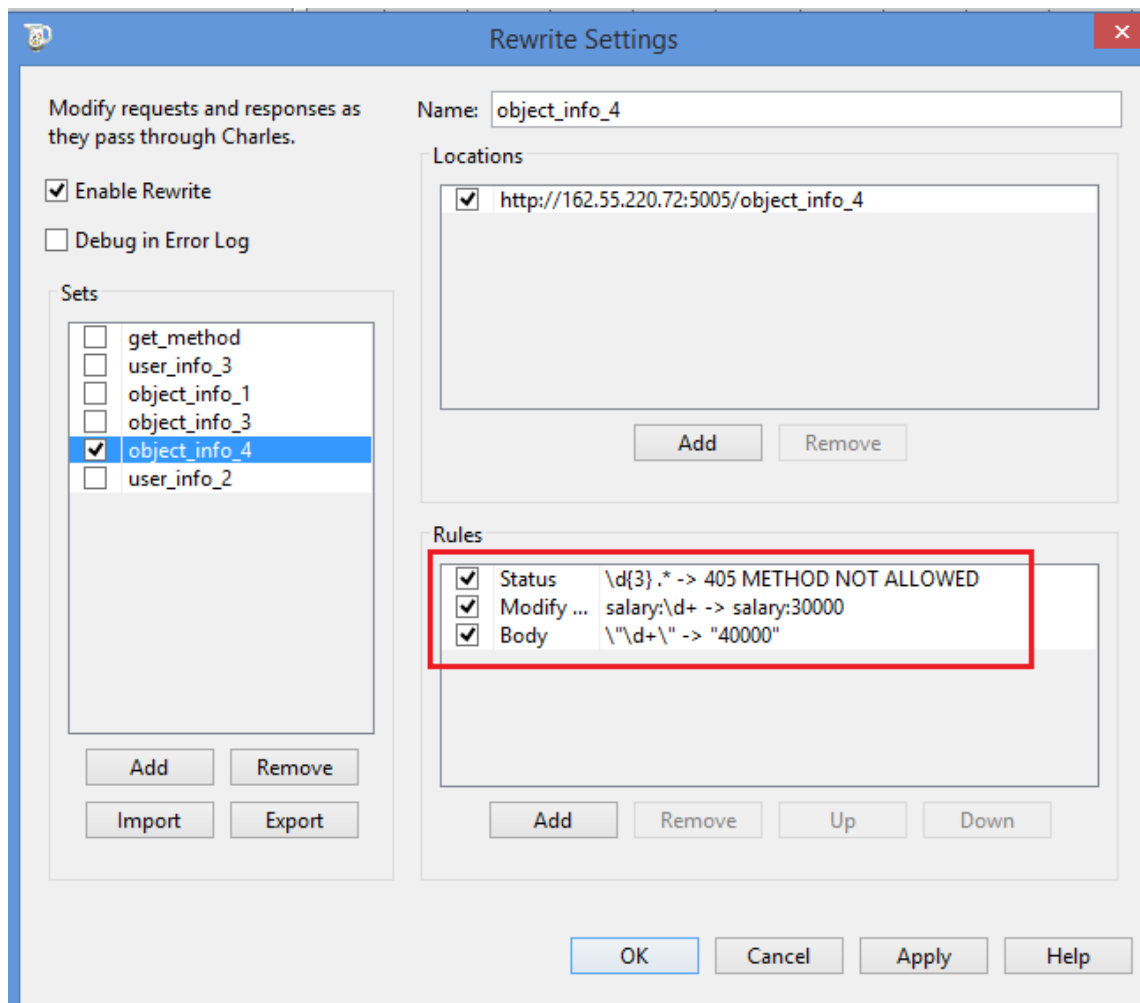 Rewrite Settings
Modify requests and responses as
they pass through Charles.
Enable Rewrite
Debug in Error Log
Sets
get_method
user_info_3
object_info_1
object_info_3
object_info_4
user_info_2
Add Remove
Import Export
Name: object_info_4
Locations
http://162.55.220.72:5005/object_info_4
Add Remove
Rules
Status \d{3} .* -> 405 METHOD NOT ALLOWED
Modify ... salary:\d+ -> salary:30000
Body \"\d+\" -> "40000"
Add Remove Up Down
OK Cancel Apply Help